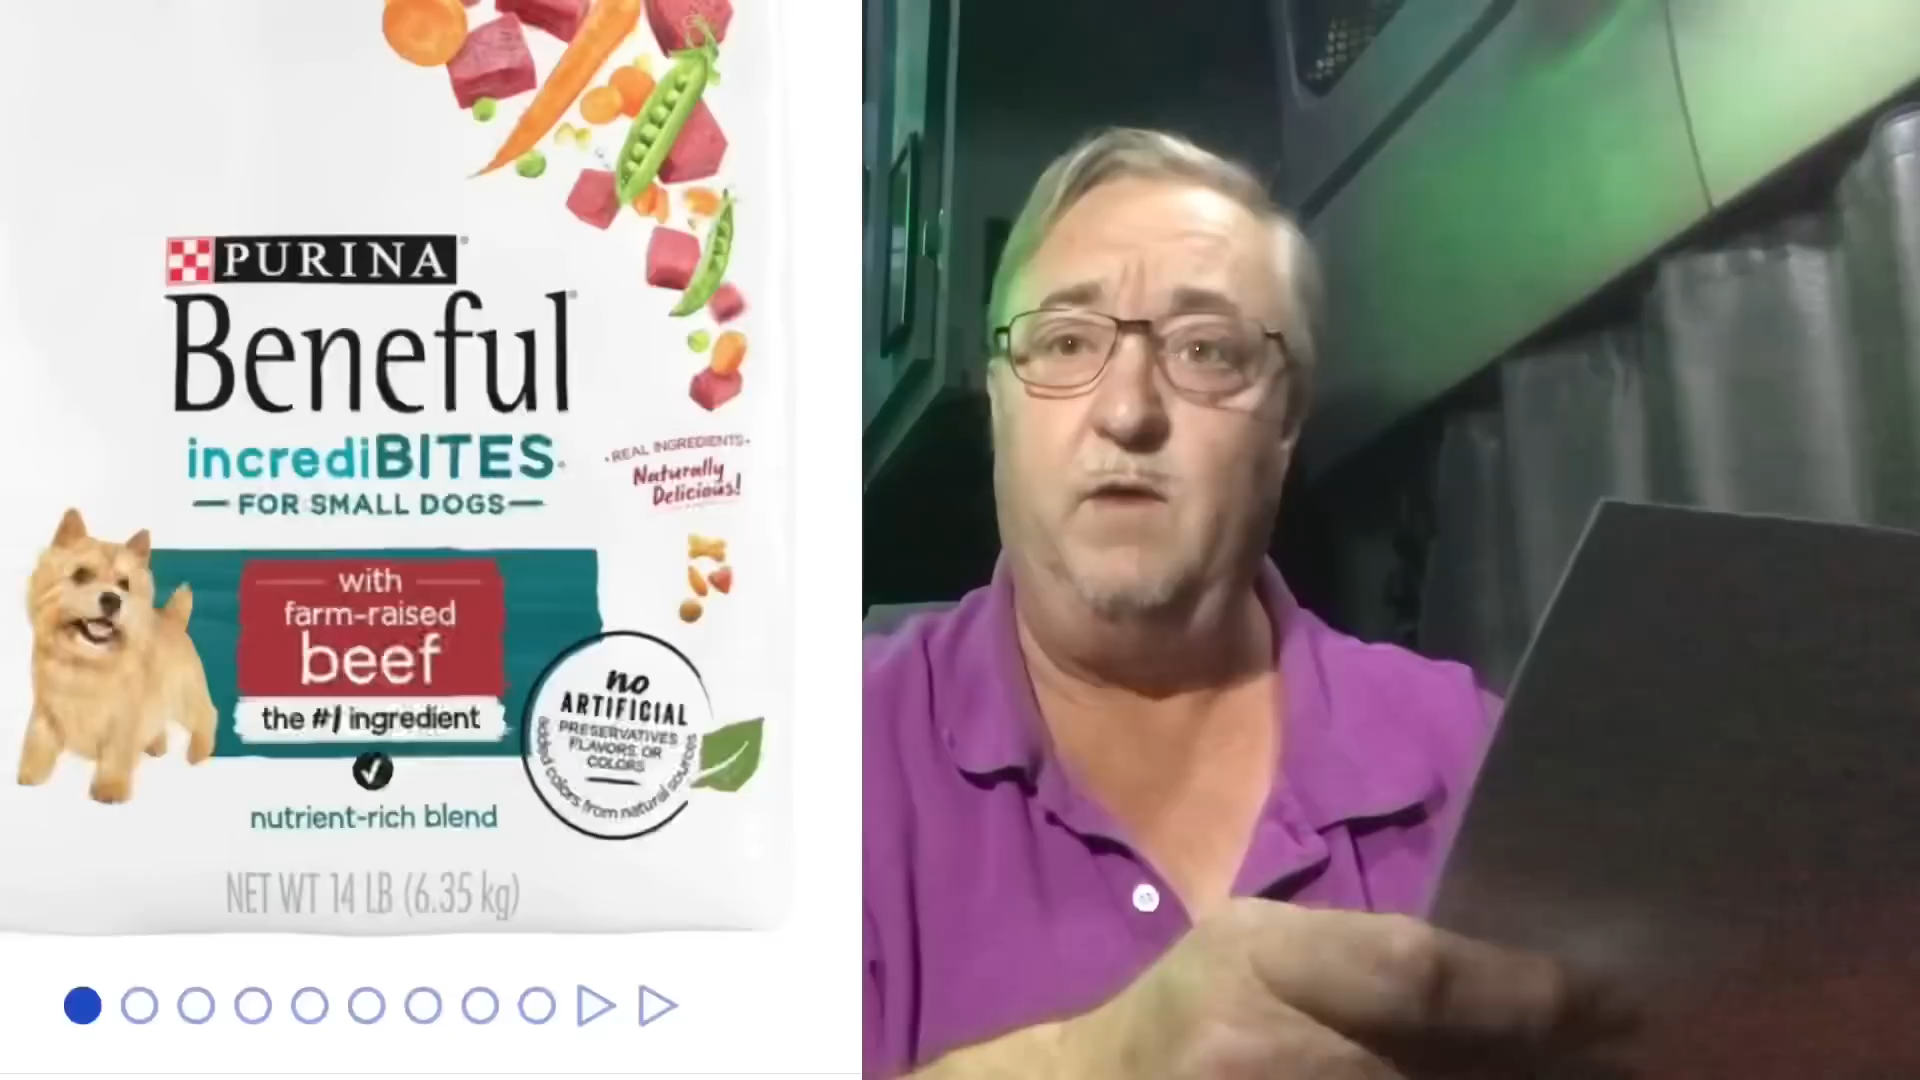 PURINA
Beneful
incrediBITES
FOR SMALL DOGS
REAL INGREDIENTS
Naturally
Delicious!
with
farm-raised
beef
the #1 ingredient
no
ARTIFICIAL
PRESERVATIVES
FLAVORS OR
COLORS
added colors from natural sources
nutrient-rich blend
NET WT 14 LB (6.35 kg)